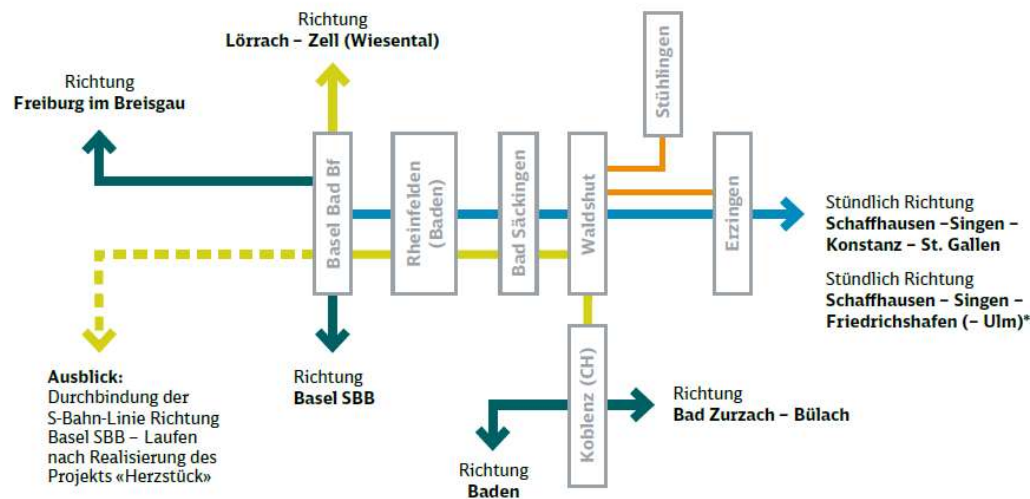 Richtung
Lörrach – Zell (Wiesental)
Richtung
Freiburg im Breisgau
Stühlingen
Basel Bad Bf
Rheinfelden
(Baden)
Bad Säckingen
Waldshut
Erzingen
Stündlich Richtung
Schaffhausen –Singen –
Konstanz – St. Gallen
Stündlich Richtung
Schaffhausen – Singen –
Friedrichshafen (– Ulm)*
Ausblick:
Durchbindung der
S-Bahn-Linie Richtung
Basel SBB – Laufen
nach Realisierung des
Projekts «Herzstück»
Richtung
Basel SBB
Koblenz (CH)
Richtung
Bad Zurzach – Bülach
Richtung
Baden